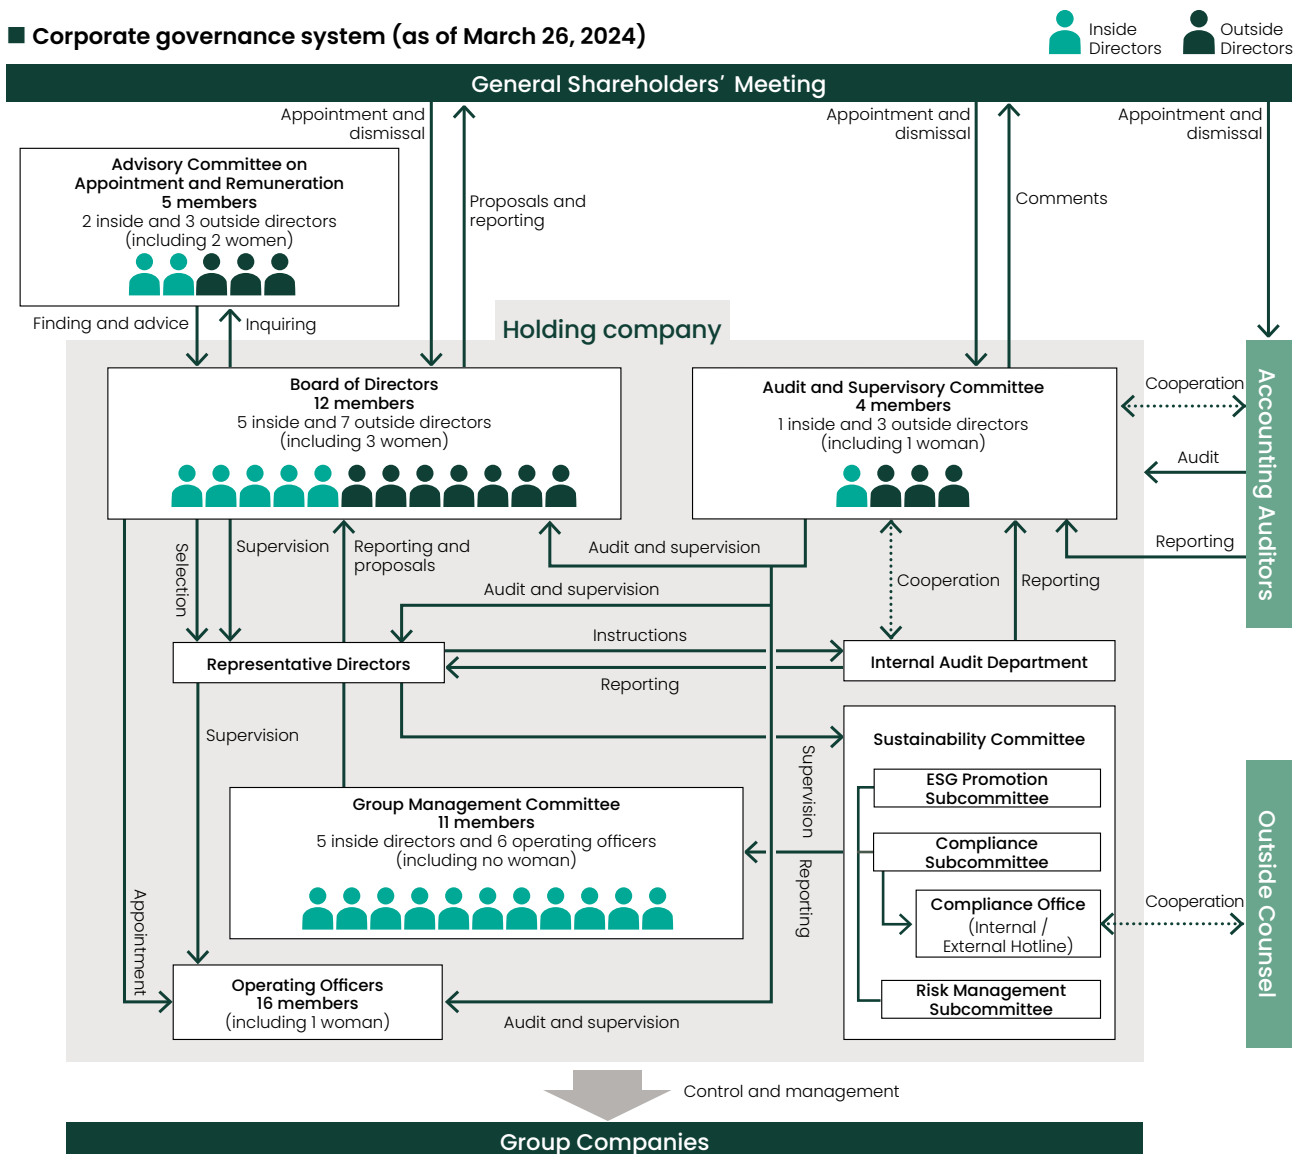 Corporate governance system (as of March 26, 2024)
Inside
Directors
Outside
Directors
General Shareholders' Meeting
Appointment and
dismissal
Proposals and
reporting
Appointment and
dismissal
Comments
Appointment and
dismissal
Advisory Committee on
Appointment and Remuneration
5 members
2 inside and 3 outside directors
(including 2 women)
Finding and advice
Inquiring
Holding company
Board of Directors
12 members
5 inside and 7 outside directors
(including 3 women)
Audit and Supervisory Committee
4 members
1 inside and 3 outside directors
(including 1 woman)
Cooperation
Audit
Reporting
Accounting Auditors
Selection
Supervision
Reporting and
proposals
Audit and supervision
Audit and supervision
Cooperation
Reporting
Instructions
Reporting
Representative Directors
Internal Audit Department
Supervision
Supervision
Reporting
Sustainability Committee
ESG Promotion
Subcommittee
Compliance
Subcommittee
Compliance Office
(Internal /
External Hotline)
Risk Management
Subcommittee
Cooperation
Outside Counsel
Group Management Committee
11 members
5 inside directors and 6 operating officers
(including no woman)
Appointment
Operating Officers
16 members
(including 1 woman)
Audit and supervision
Control and management
Group Companies